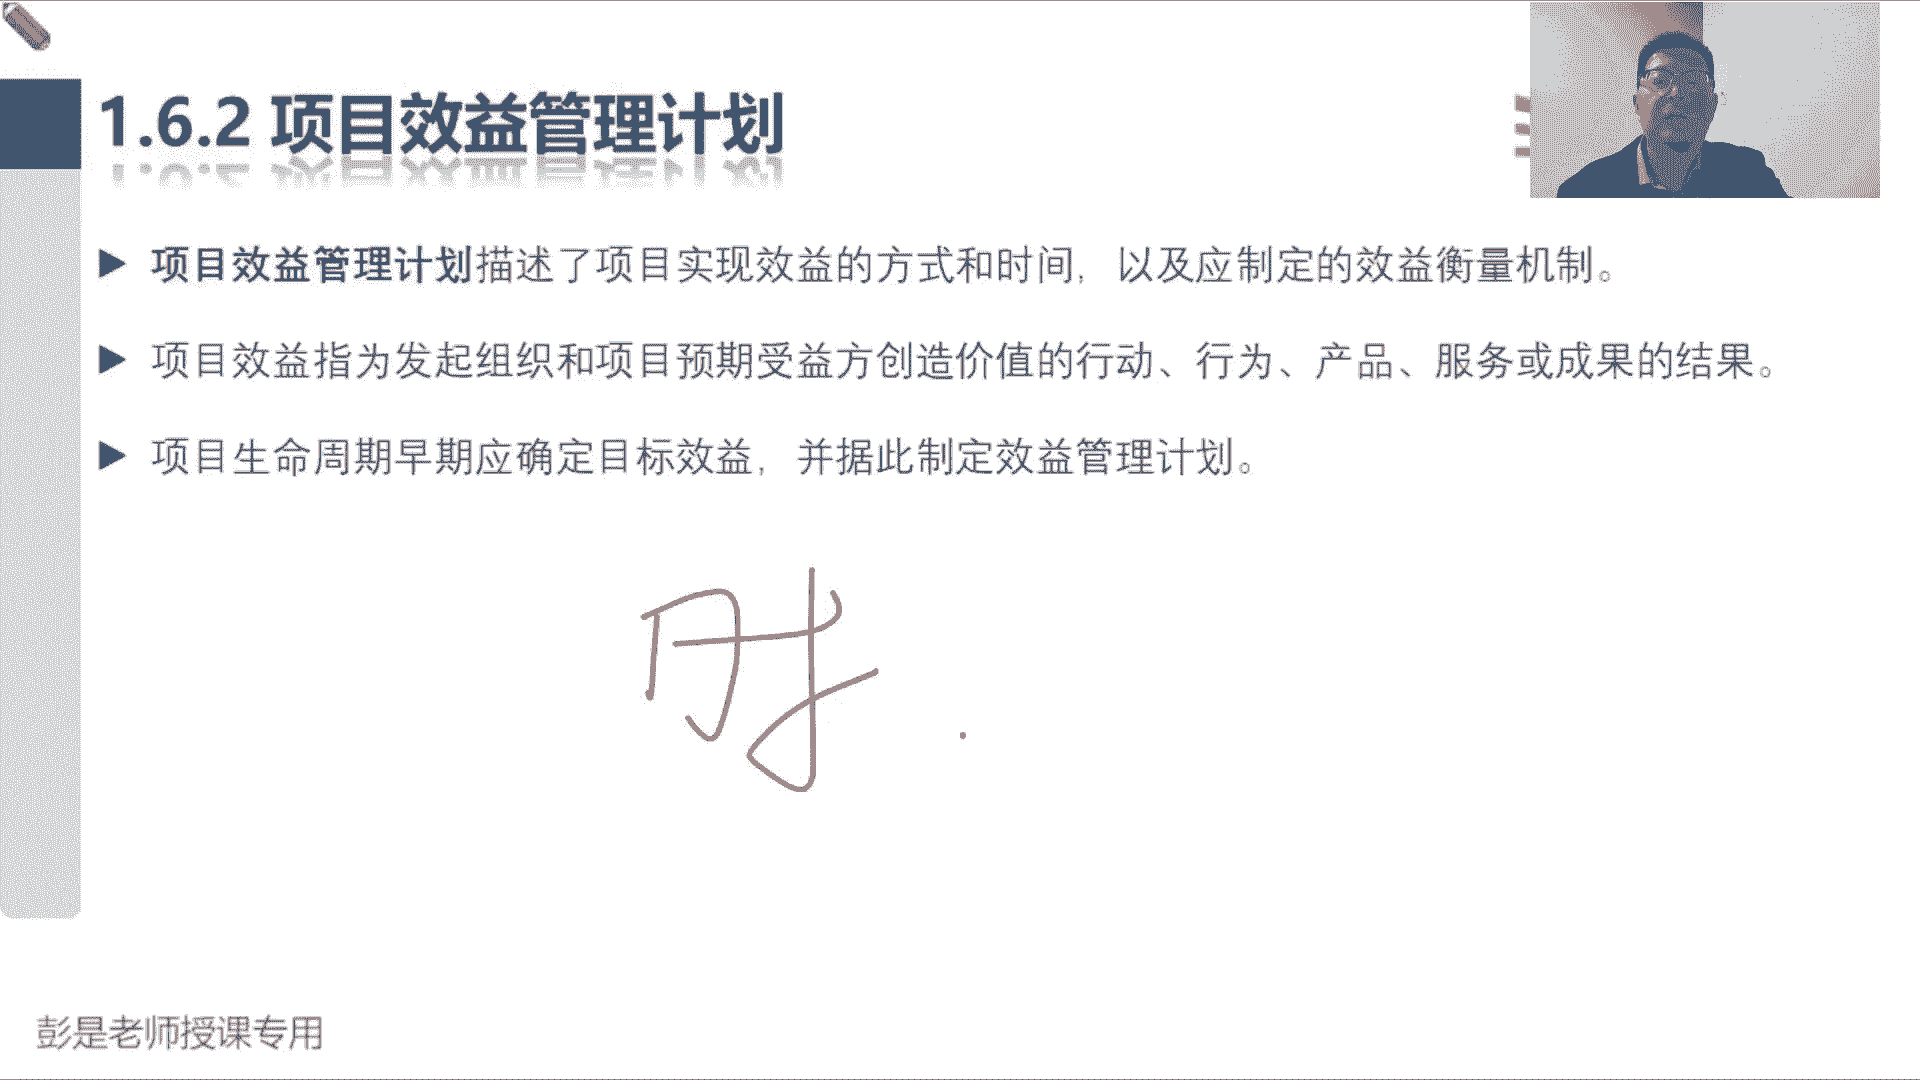 1.6.2 项目效益管理计划
项目效益管理计划描述了项目实现效益的方式和时间，以及应制定的效益衡量机制。
项目效益指为发起组织和项目预期受益方创造价值的行动、行为、产品、服务或成果的结果。
项目生命周期早期应确定目标效益，并据此制定效益管理计划。
彭是老师授课专用